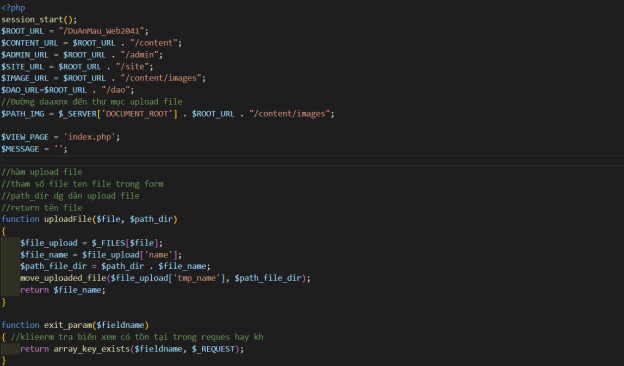 <?php
session_start();
$ROOT_URL = "/DuAnMau_Web2041";
$CONTENT_URL = $ROOT_URL . "/content";
$ADMIN_URL = $ROOT_URL . "/admin";
$SITE_URL = $ROOT_URL . "/site";
$IMAGE_URL = $ROOT_URL . "/content/images";
$DAO_URL=$ROOT_URL . "/dao";
//Đường daaxnx đến thư mục upload file
$PATH_IMG = $_SERVER['DOCUMENT_ROOT'] . $ROOT_URL . "/content/images";
$VIEW_PAGE = 'index.php';
$MESSAGE = '';
//hàm upload file
//tham số file ten file trong form
//path_dir dg dẫn upload file
//return tên file
function uploadFile($file, $path_dir)
{
$file_upload = $_FILES[$file];
$file_name = $file_upload['name'];
$path_file_dir = $path_dir . $file_name;
move_uploaded_file($file_upload['tmp_name'], $path_file_dir);
return $file_name;
}
function exit_param($fieldname)
{ //klieerm tra biến xem có tồn tại trong reques hay kh
return array_key_exists($fieldname, $_REQUEST);
}